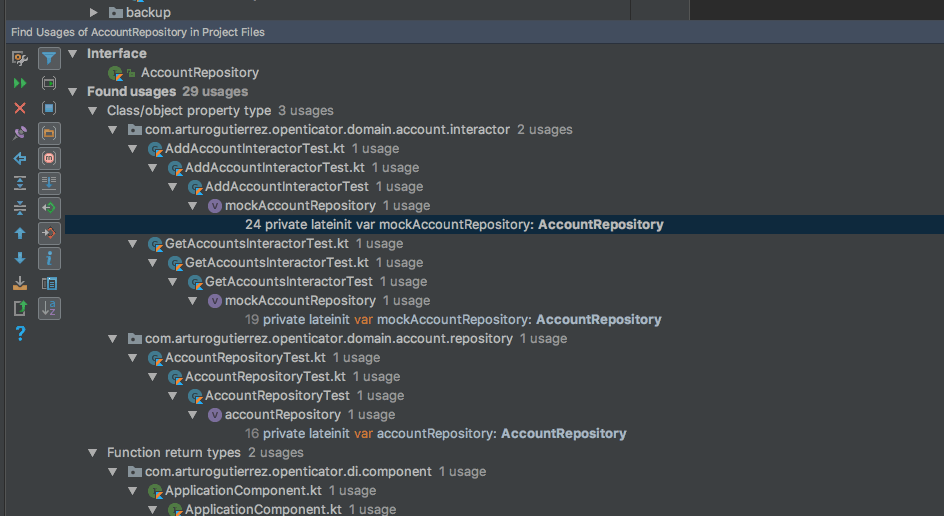 backup
Find Usages of AccountRepository in Project Files
Interface
AccountRepository
Found usages 29 usages
Class/object property type 3 usages
com.arturogutierrez.openticator.domain.account.interactor 2 usages
AddAccountInteractorTest.kt 1 usage
AddAccountInteractorTest.kt 1 usage
AddAccountInteractorTest 1 usage
mockAccountRepository 1 usage
24 private lateinit var mockAccountRepository: AccountRepository
GetAccountsInteractorTest.kt 1 usage
GetAccountsInteractorTest.kt 1 usage
GetAccountsInteractorTest 1 usage
mockAccountRepository 1 usage
19 private lateinit var mockAccountRepository: AccountRepository
com.arturogutierrez.openticator.domain.account.repository 1 usage
AccountRepositoryTest.kt 1 usage
AccountRepositoryTest.kt 1 usage
AccountRepositoryTest 1 usage
accountRepository 1 usage
16 private lateinit var accountRepository: AccountRepository
Function return types 2 usages
com.arturogutierrez.openticator.di.component 1 usage
ApplicationComponent.kt 1 usage
ApplicationComponent.kt 1 usage